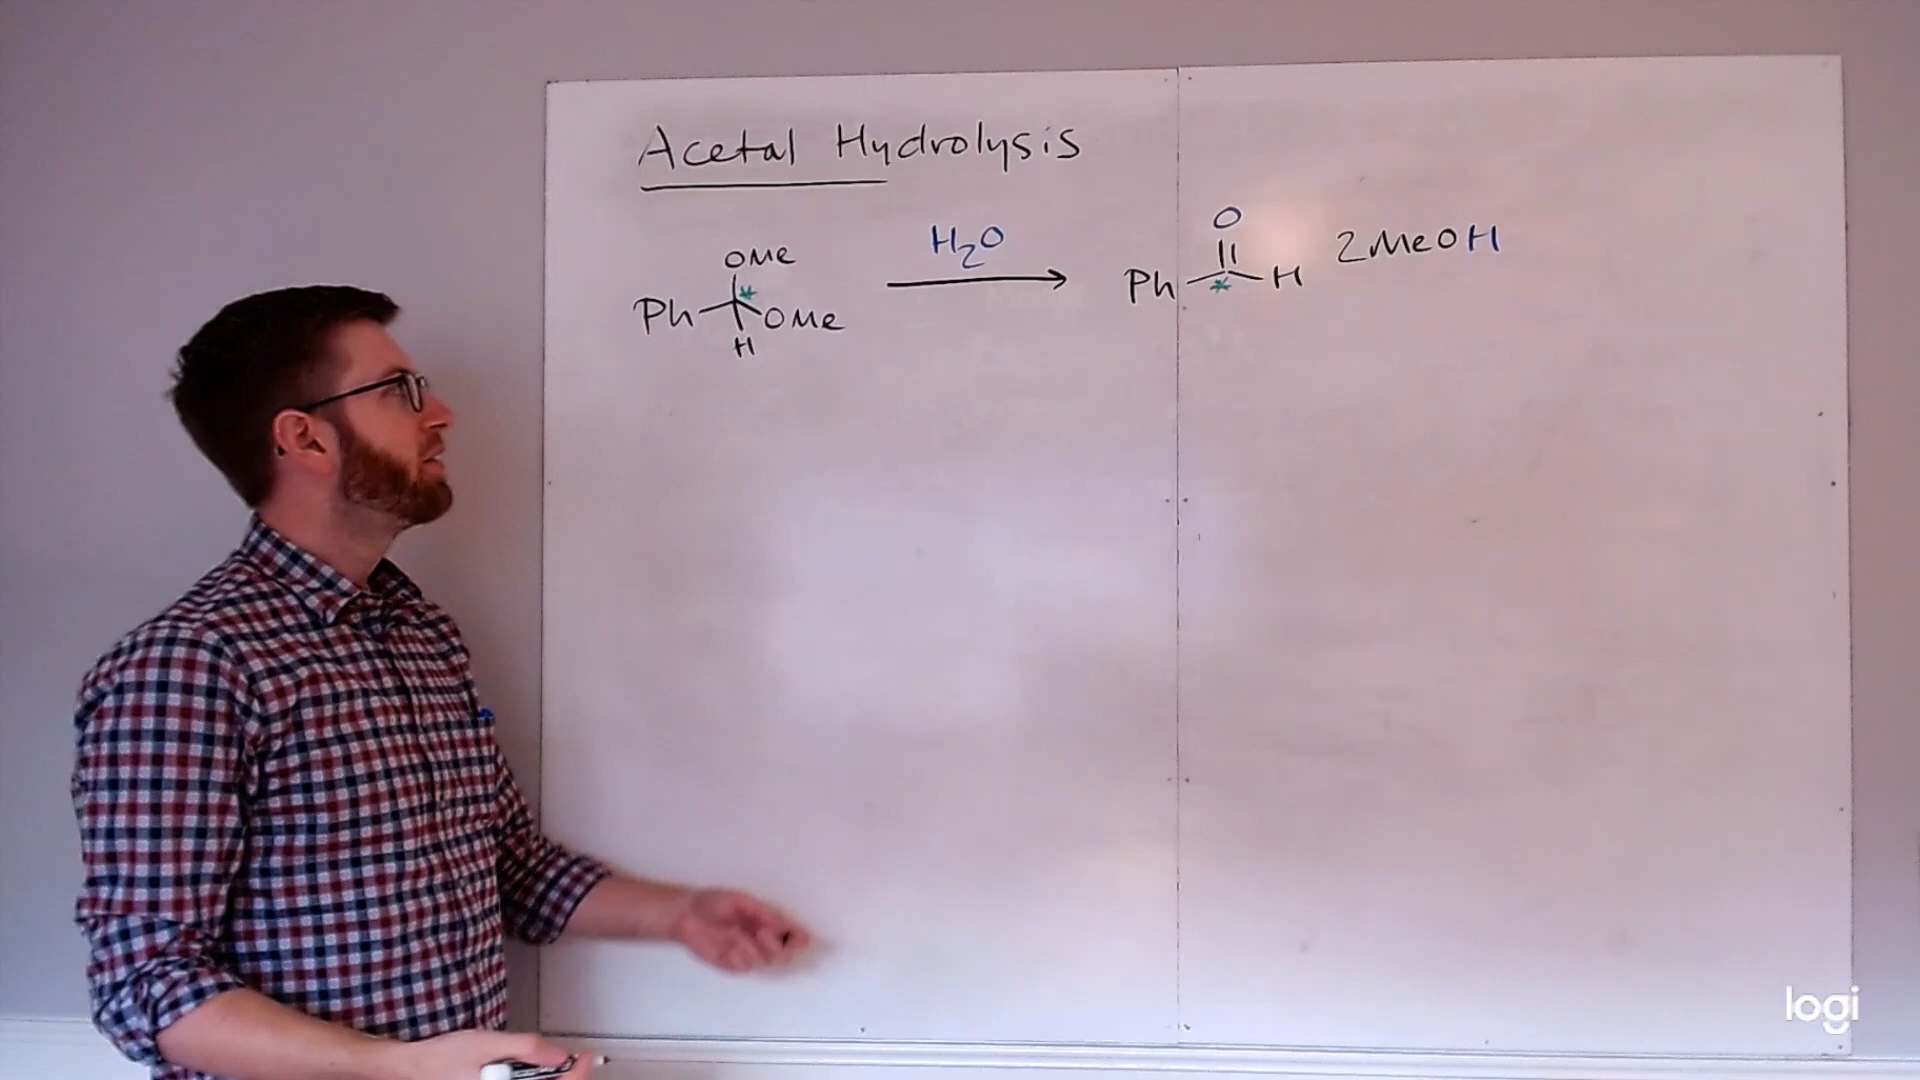 Acetal Hydrolysis
OMe
Ph
OMe
H
H2O
O
Ph
H
2MeOH
logi